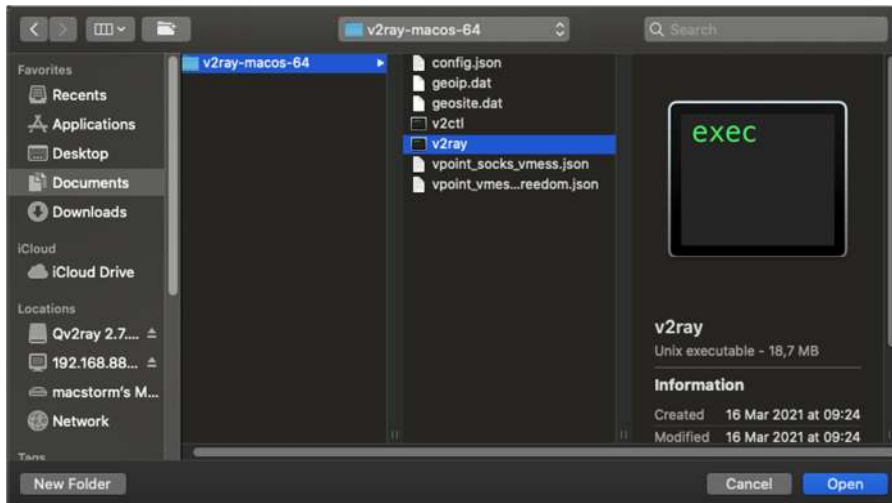 v2ray-macos-64
Search
Favorites
Recents
Applications
Desktop
Documents
Downloads
iCloud
iCloud Drive
Locations
Qv2ray 2.7....
192.168.88...
macstorm's M...
Network
Tags
v2ray-macos-64
config.json
geoip.dat
geosite.dat
v2ctl
v2ray
vpoint_socks_vmess.json
vpoint_vmes...reedom.json
exec
v2ray
Unix executable - 18,7 MB
Information
Created 16 Mar 2021 at 09:24
Modified 16 Mar 2021 at 09:24
New Folder
Cancel
Open